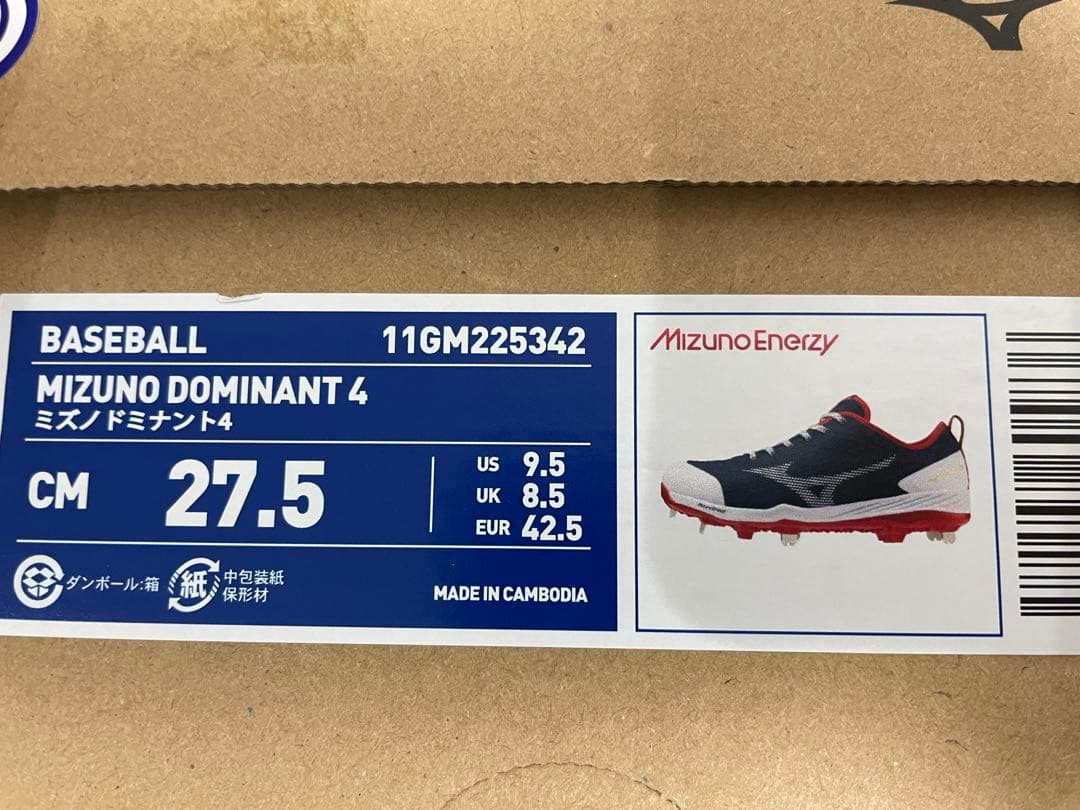 BASEBALL 11GM225342
MIZUNO DOMINANT 4
ミズノドミナント4
CM 27.5
US 9.5
UK 8.5
EUR 42.5
ダンボール:箱
紙 中包装紙
保形材
MADE IN CAMBODIA
MizunoEnerzy